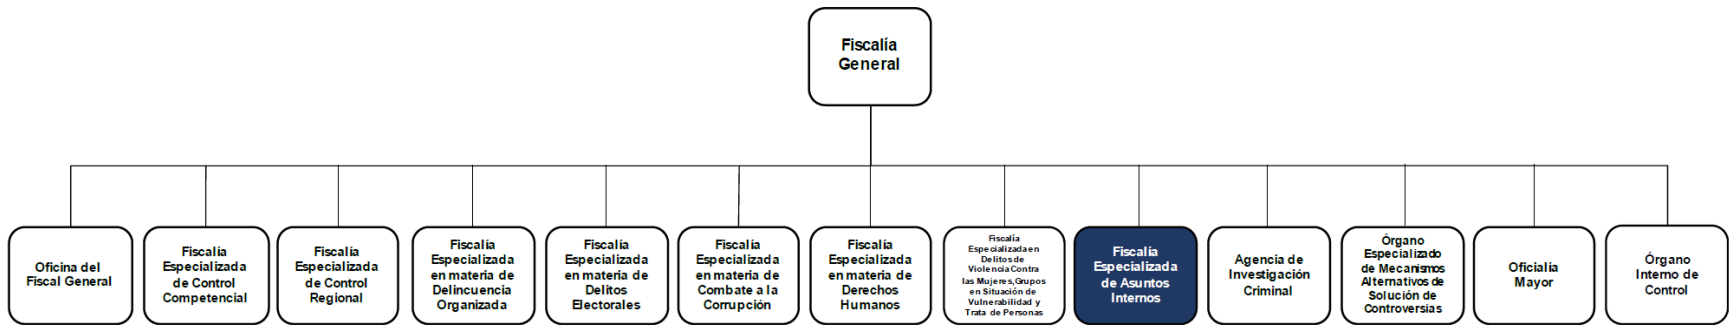 Fiscalía
General
Oficina del
Fiscal General
Fiscalía
Especializada
de Control
Competencial
Fiscalía
Especializada
de Control
Regional
Fiscalía
Especializada
en materia de
Delincuencia
Organizada
Fiscalía
Especializada
en materia de
Delitos
Electorales
Fiscalía
Especializada
en materia de
Combate a la
Corrupción
Fiscalía
Especializada
en materia de
Derechos
Humanos
Fiscalía
Especializada en
Delitos de
Violencia Contra
las Mujeres,Grupos
en Situación de
Vulnerabilidad y
Trata de Personas
Fiscalía
Especializada
de Asuntos
Internos
Agencia de
Investigación
Criminal
Órgano
Especializado
de Mecanismos
Alternativos de
Solución de
Controversias
Oficialía
Mayor
Órgano
Interno de
Control